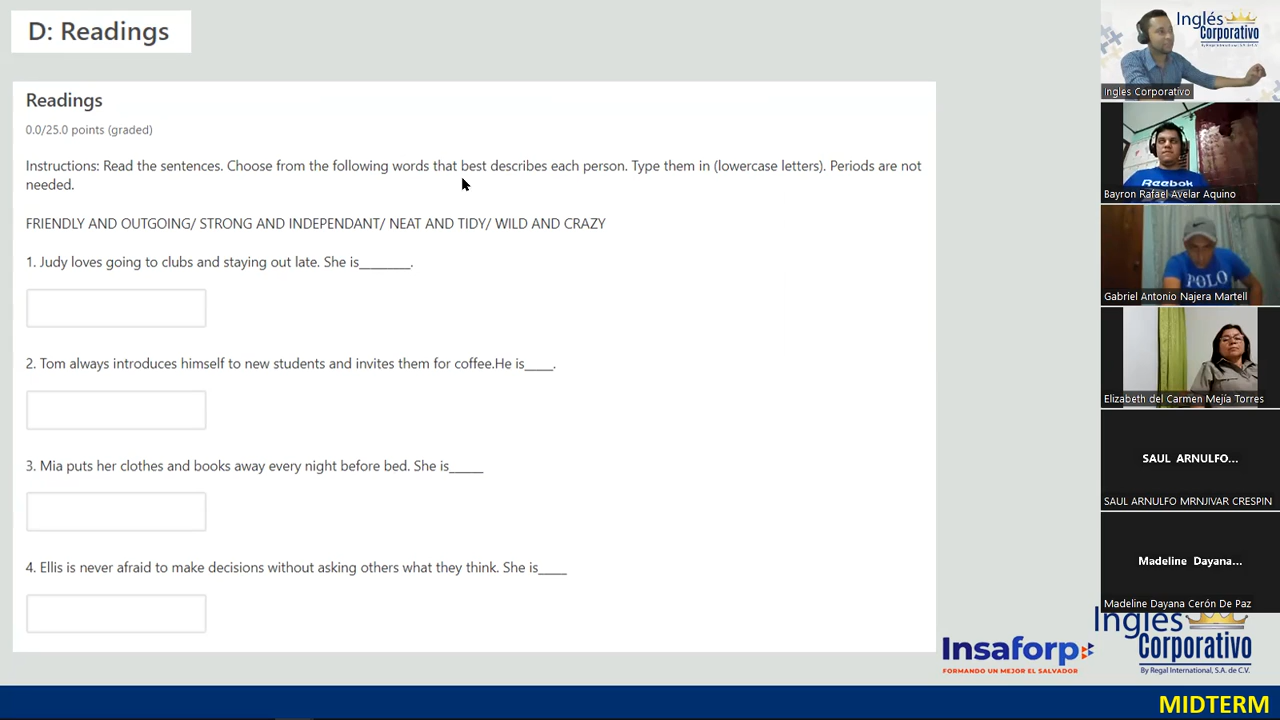 D: Readings
Readings
0.0/25.0 points (graded)
Instructions: Read the sentences. Choose from the following words that best describes each person. Type them in (lowercase letters). Periods are not
needed.
FRIENDLY AND OUTGOING/ STRONG AND INDEPENDANT/ NEAT AND TIDY/ WILD AND CRAZY
1. Judy loves going to clubs and staying out late. She is________.
2. Tom always introduces himself to new students and invites them for coffee.He is____.
3. Mia puts her clothes and books away every night before bed. She is_____
4. Ellis is never afraid to make decisions without asking others what they think. She is____
Inglés
Corporativo
By Regal International, S.A. de C.V.
Ingles Corporativo
Reebok
Bayron Rafael Avelar Aquino
POLO
Gabriel Antonio Najera Martell
Elizabeth del Carmen Mejía Torres
SAUL ARNULFO...
SAUL ARNULFO MRNJIVAR CRESPIN
Madeline Dayana...
Madeline Dayana Cerón De Paz
Insaforp
FORMANDO UN MEJOR EL SALVADOR
Inglés
Corporativo
By Regal International, S.A. de C.V.
MIDTERM